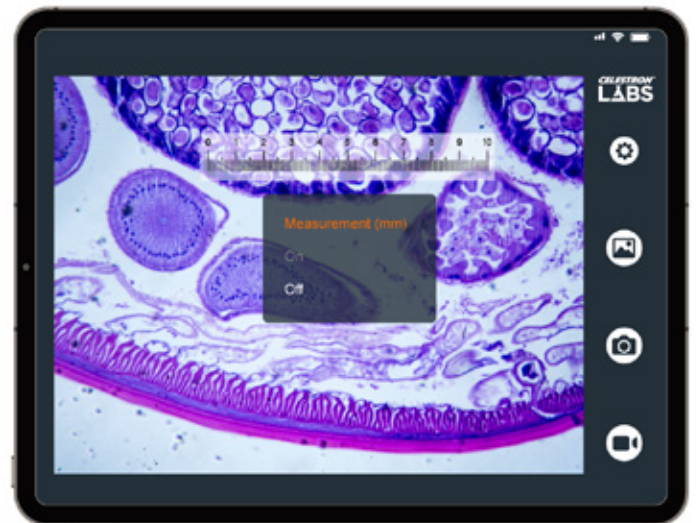 CELESTRON
LABS
0 1 2 3 4 5 6 7 8 9 10
Measurement (mm)
On
Off